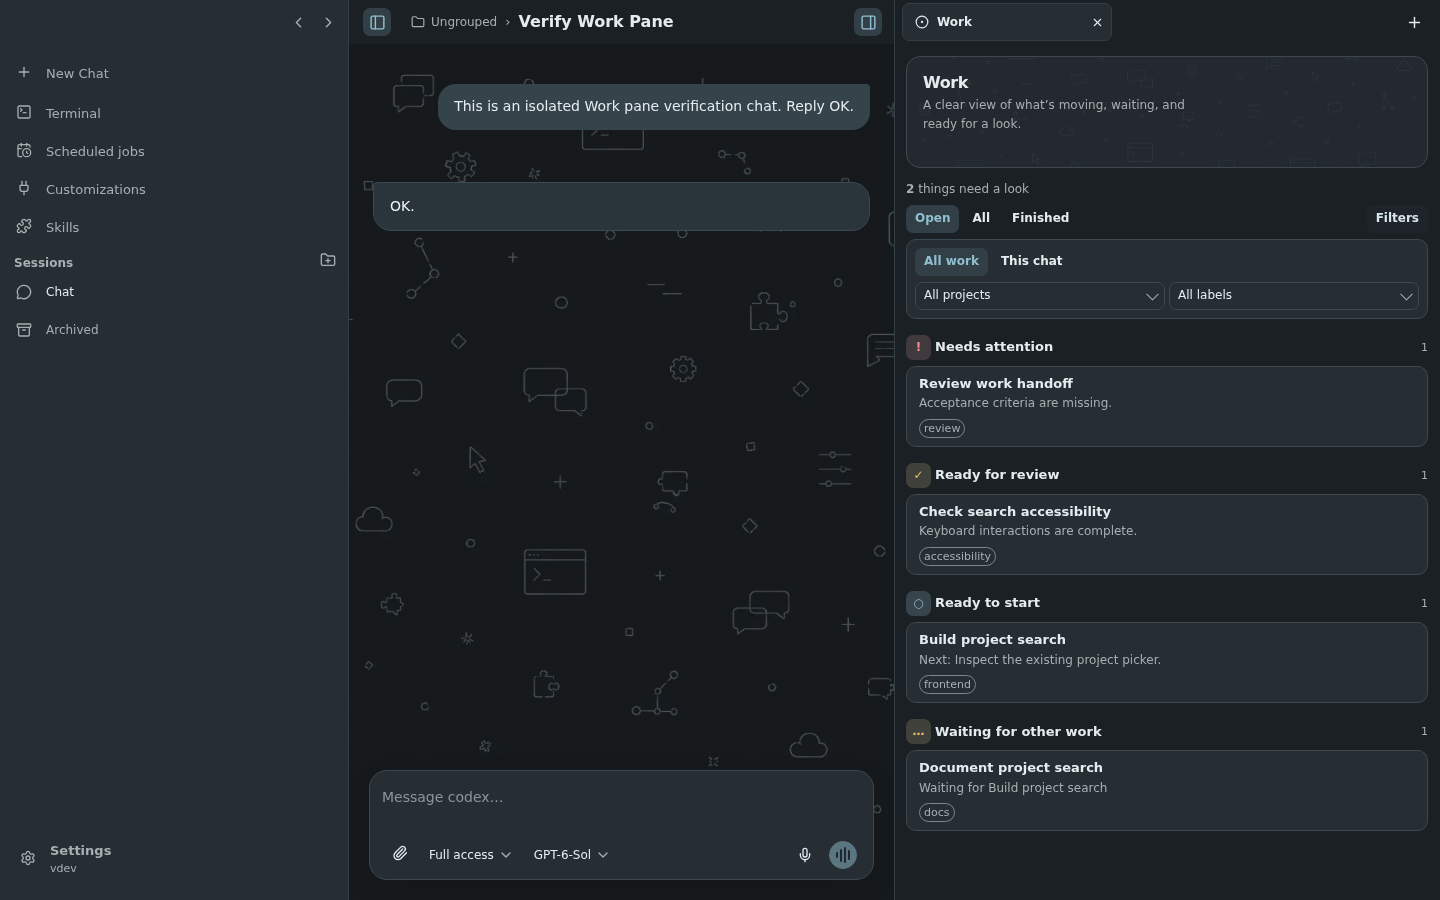 New Chat
Terminal
Scheduled jobs
Customizations
Skills
Sessions
Chat
Archived
Settings
vdev
Ungrouped › Verify Work Pane
This is an isolated Work pane verification chat. Reply OK.
OK.
Message codex...
Full access
GPT-6-Sol
Work
Work
A clear view of what’s moving, waiting, and
ready for a look.
2 things need a look
Open
All
Finished
Filters
All work
This chat
All projects
All labels
! Needs attention 1
Review work handoff
Acceptance criteria are missing.
review
✓ Ready for review 1
Check search accessibility
Keyboard interactions are complete.
accessibility
○ Ready to start 1
Build project search
Next: Inspect the existing project picker.
frontend
… Waiting for other work 1
Document project search
Waiting for Build project search
docs